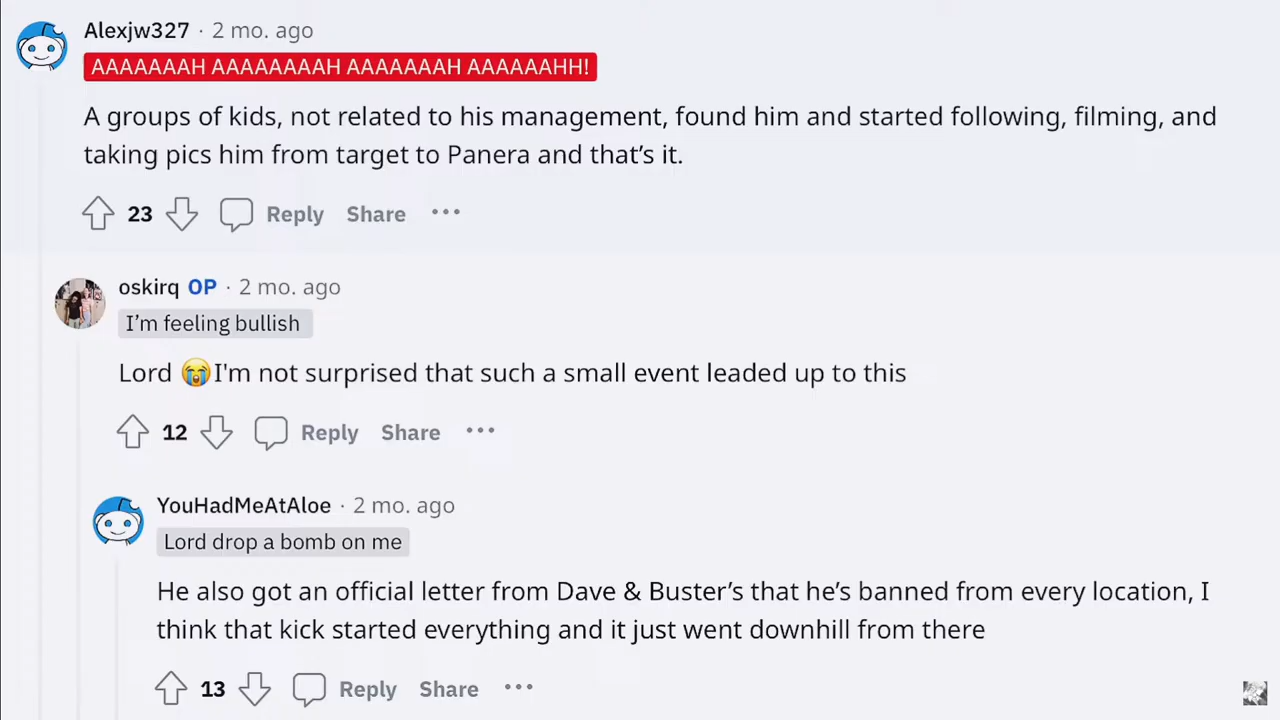 Alexjw327 · 2 mo. ago
AAAAAAAH AAAAAAAAH AAAAAAAH AAAAAAHH!
A groups of kids, not related to his management, found him and started following, filming, and
taking pics him from target to Panera and that's it.
23 Reply Share ···
oskirq OP · 2 mo. ago
I'm feeling bullish
Lord 😭I'm not surprised that such a small event leaded up to this
12 Reply Share ···
YouHadMeAtAloe · 2 mo. ago
Lord drop a bomb on me
He also got an official letter from Dave & Buster's that he's banned from every location, I
think that kick started everything and it just went downhill from there
13 Reply Share ···